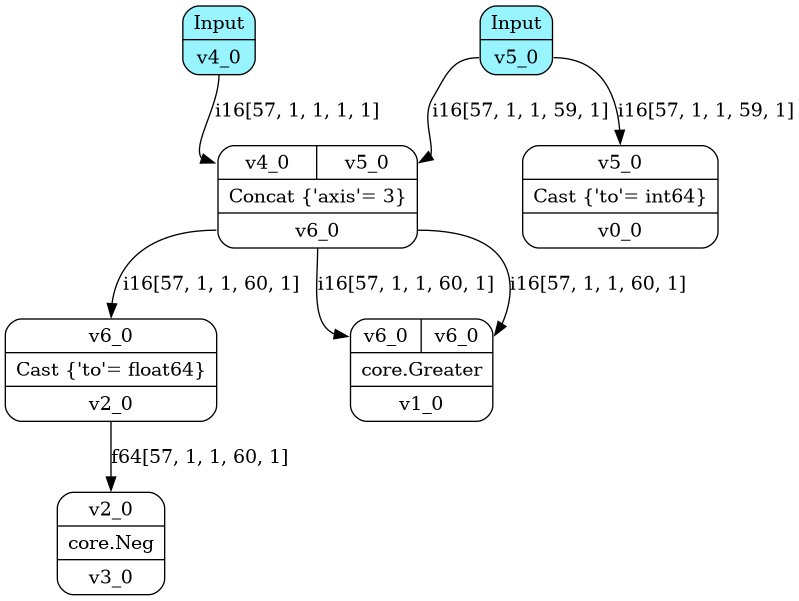 Input
v4_0
Input
v5_0
i16[57, 1, 1, 1, 1]
i16[57, 1, 1, 59, 1]
i16[57, 1, 1, 59, 1]
v4_0 v5_0
Concat {'axis'= 3}
v6_0
v5_0
Cast {'to'= int64}
v0_0
i16[57, 1, 1, 60, 1]
i16[57, 1, 1, 60, 1]
i16[57, 1, 1, 60, 1]
v6_0
Cast {'to'= float64}
v2_0
v6_0 v6_0
core.Greater
v1_0
f64[57, 1, 1, 60, 1]
v2_0
core.Neg
v3_0